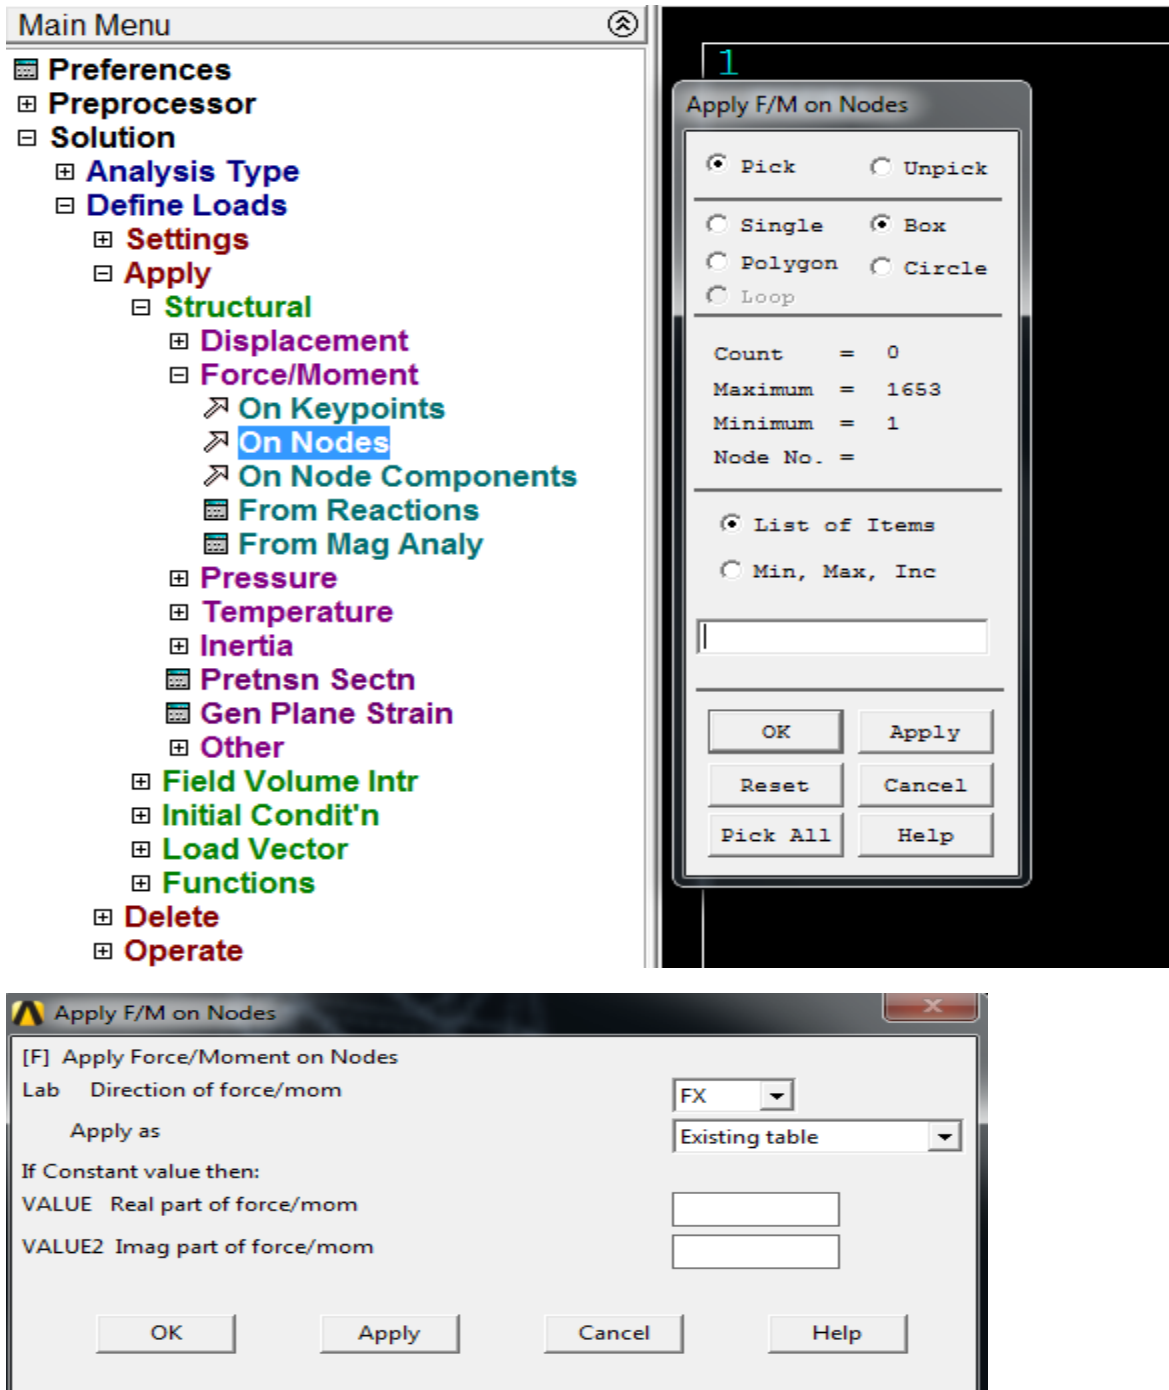 Main Menu
Preferences
Preprocessor
Solution
Analysis Type
Define Loads
Settings
Apply
Structural
Displacement
Force/Moment
On Keypoints
On Nodes
On Node Components
From Reactions
From Mag Analy
Pressure
Temperature
Inertia
Pretnsn Sectn
Gen Plane Strain
Other
Field Volume Intr
Initial Condit'n
Load Vector
Functions
Delete
Operate
1
Apply F/M on Nodes
Pick Unpick
Single Box
Polygon Circle
Loop
Count = 0
Maximum = 1653
Minimum = 1
Node No. =
List of Items
Min, Max, Inc
OK Apply
Reset Cancel
Pick All Help
Apply F/M on Nodes
[F] Apply Force/Moment on Nodes
Lab Direction of force/mom FX
Apply as Existing table
If Constant value then:
VALUE Real part of force/mom
VALUE2 Imag part of force/mom
OK Apply Cancel Help